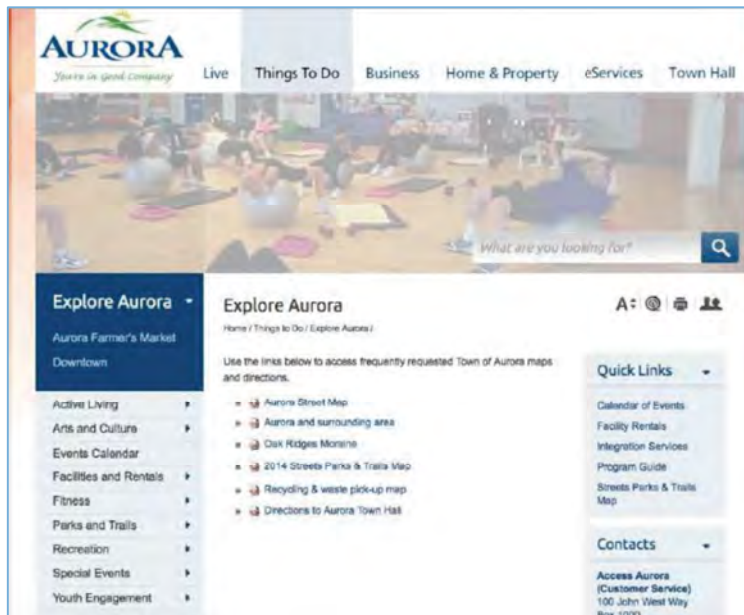 AURORA
You're in Good Company
Live
Things To Do
Business
Home & Property
eServices
Town Hall
What are you looking for?
Explore Aurora
Aurora Farmer's Market
Downtown
Active Living
Arts and Culture
Events Calendar
Facilities and Rentals
Fitness
Parks and Trails
Recreation
Special Events
Youth Engagement
Explore Aurora
Home / Things to Do / Explore Aurora /
Use the links below to access frequently requested Town of Aurora maps
and directions.
Aurora Street Map
Aurora and surrounding area
Oak Ridges Moraine
2014 Streets Parks & Trails Map
Recycling & waste pick-up map
Directions to Aurora Town Hall
A
Quick Links
Calendar of Events
Facility Rentals
Integration Services
Program Guide
Streets Parks & Trails
Map
Contacts
Access Aurora
(Customer Service)
100 John West Way
Box 1000